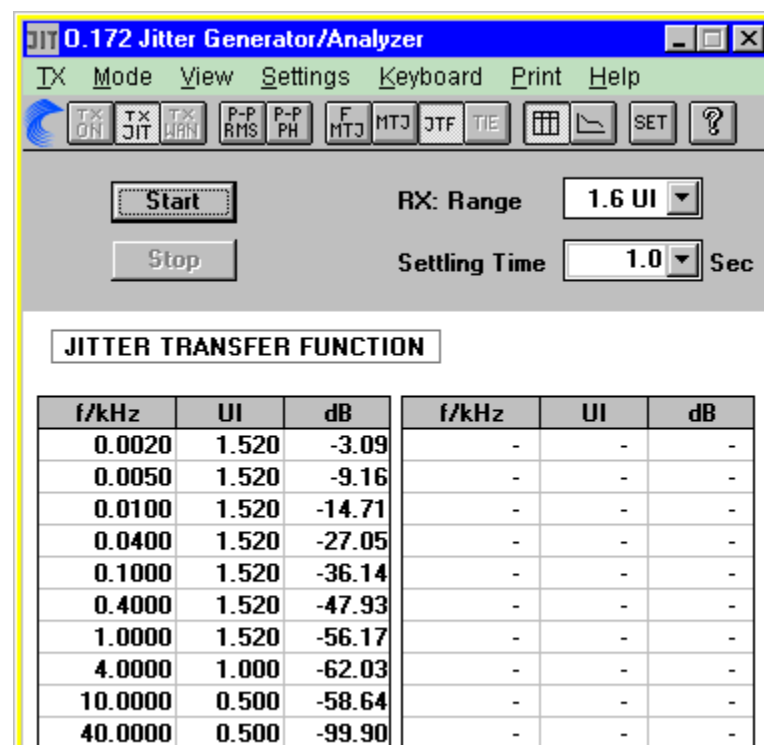 JIT O.172 Jitter Generator/Analyzer
TX Mode View Settings Keyboard Print Help
TX ON TX JIT TX WAN P-P RMS P-P PH F MTJ MTJ JTF TIE SET ?
Start RX: Range 1.6 UI
Stop Settling Time 1.0 Sec
JITTER TRANSFER FUNCTION
f/kHz UI dB f/kHz UI dB
0.0020 1.520 -3.09 - - -
0.0050 1.520 -9.16 - - -
0.0100 1.520 -14.71 - - -
0.0400 1.520 -27.05 - - -
0.1000 1.520 -36.14 - - -
0.4000 1.520 -47.93 - - -
1.0000 1.520 -56.17 - - -
4.0000 1.000 -62.03 - - -
10.0000 0.500 -58.64 - - -
40.0000 0.500 -99.90 - - -